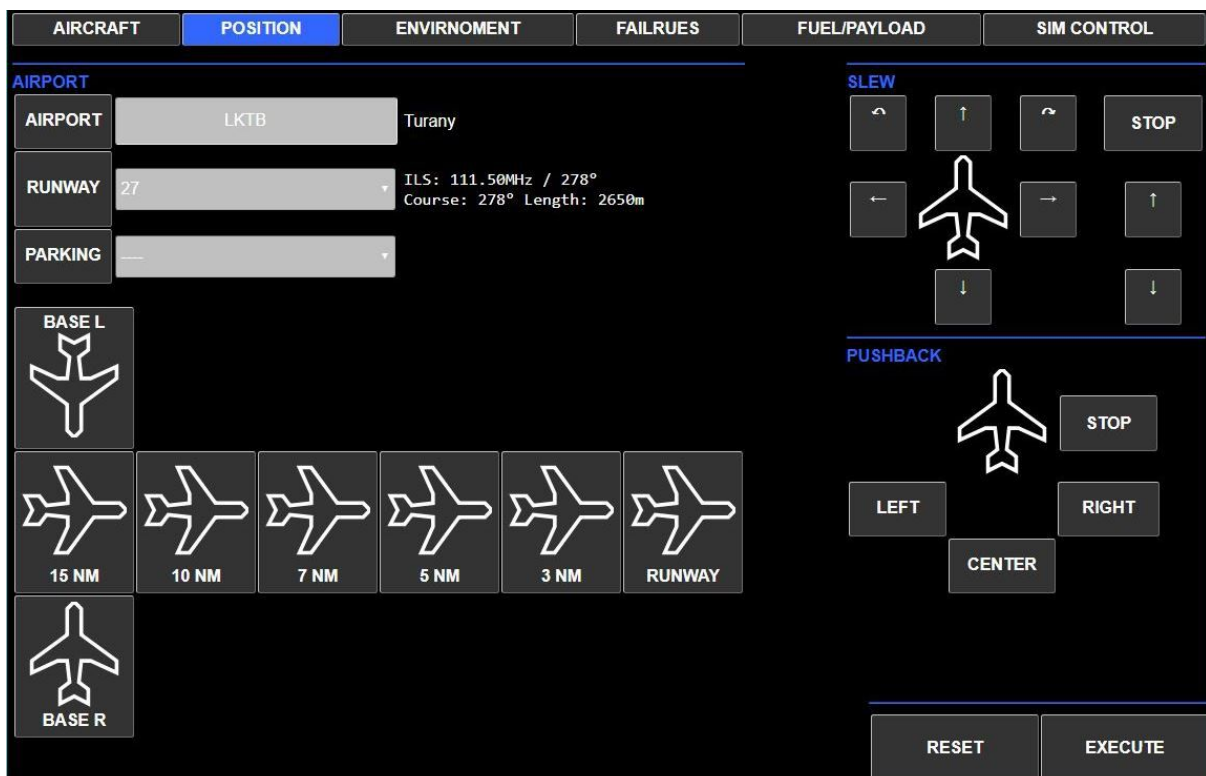 AIRCRAFT POSITION ENVIRNOMENT FAILRUES FUEL/PAYLOAD SIM CONTROL
AIRPORT
AIRPORT LKTB Turany
RUNWAY 27 ILS: 111.50MHz / 278°
Course: 278° Length: 2650m
PARKING ---
BASE L
15 NM 10 NM 7 NM 5 NM 3 NM RUNWAY
BASE R
SLEW
↶ ↑ ↷ STOP
← → ↑
↓ ↓
PUSHBACK
STOP
LEFT RIGHT
CENTER
RESET EXECUTE